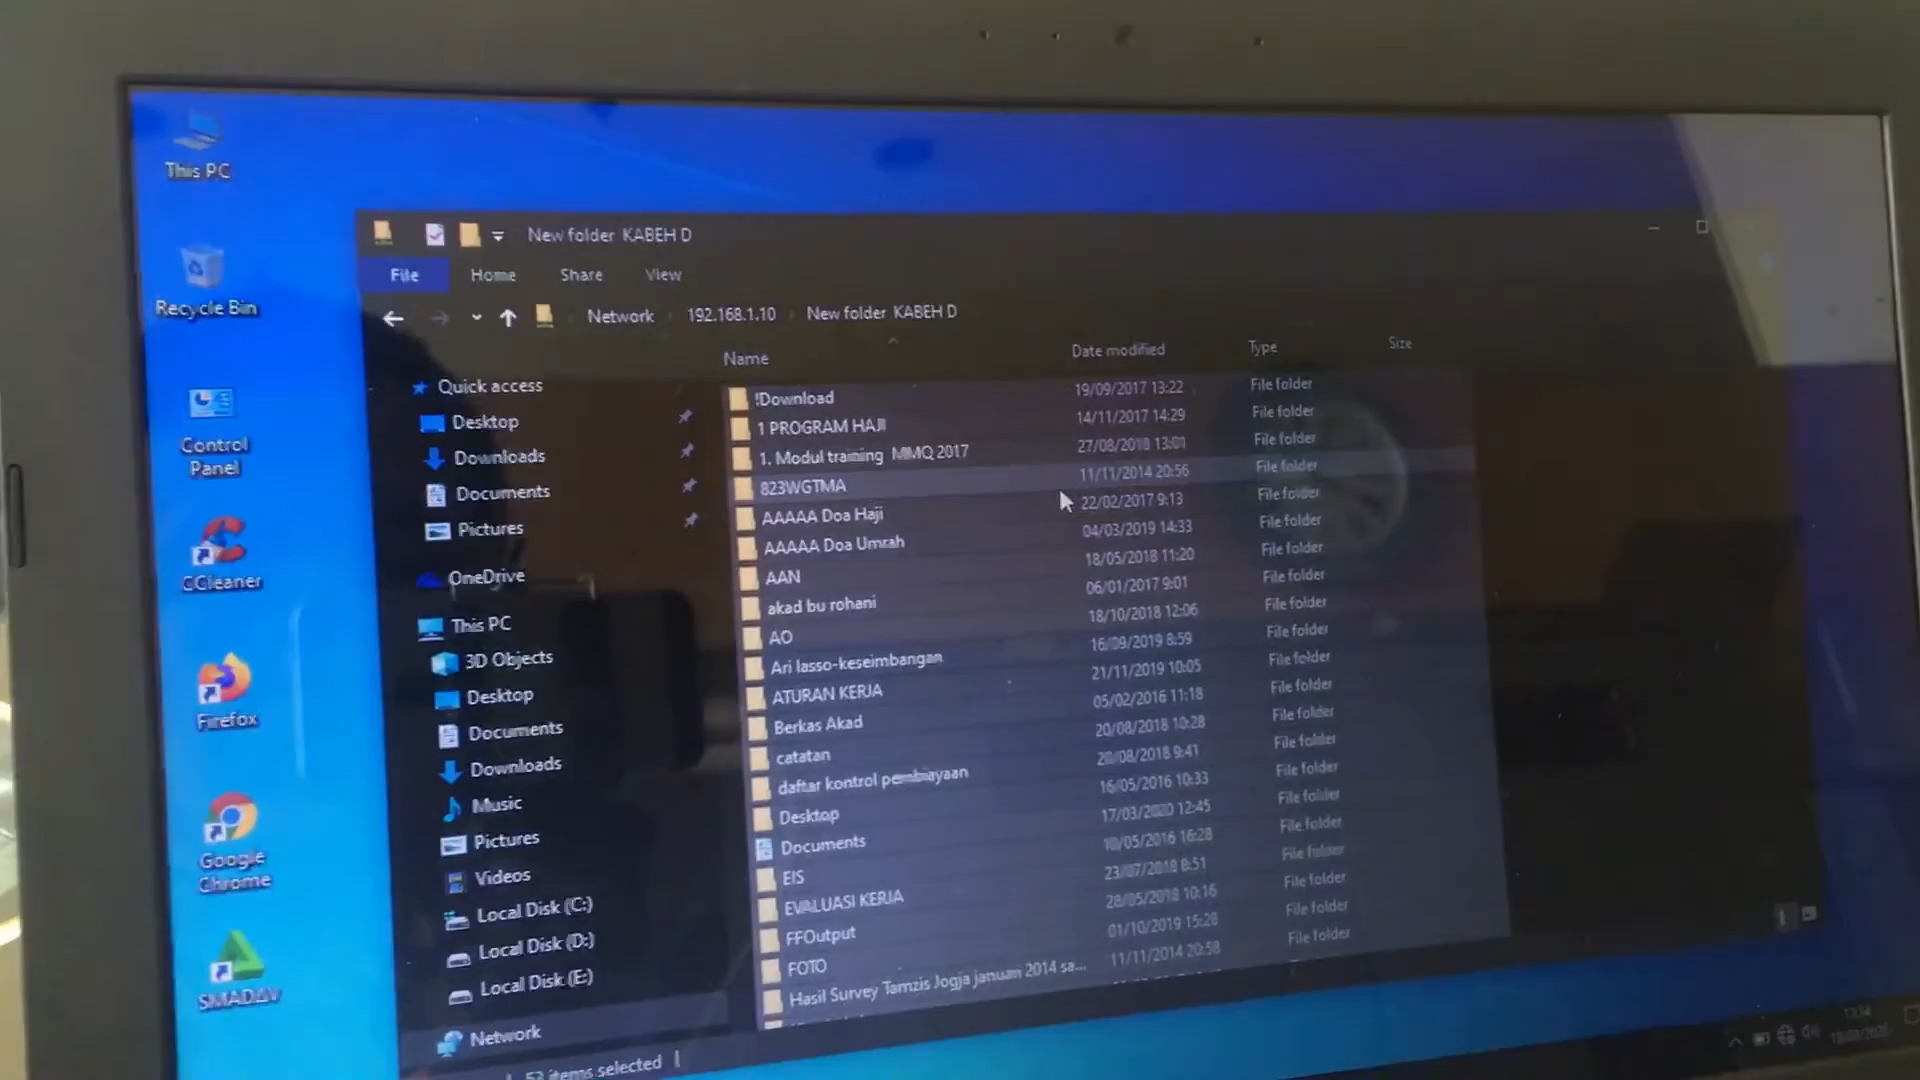 This PC
Recycle Bin
Control
Panel
CCleaner
Firefox
Google
Chrome
SMADAV
New folder KABEH D
File Home Share View
Network 192.168.1.10 New folder KABEH D
Name Date modified Type Size
Quick access
Desktop
Downloads
Documents
Pictures
OneDrive
This PC
3D Objects
Desktop
Documents
Downloads
Music
Pictures
Videos
Local Disk (C:)
Local Disk (D:)
Local Disk (E:)
Network
!Download 19/09/2017 13:22 File folder
1 PROGRAM HAJI 14/11/2017 14:29 File folder
1. Modul training MMQ 2017 27/08/2018 13:01 File folder
823WGTMA 11/11/2014 20:56 File folder
AAAAA Doa Haji 22/02/2017 9:13 File folder
AAAAA Doa Umrah 04/03/2019 14:33 File folder
AAN 18/05/2018 11:20 File folder
akad bu rohani 06/01/2017 9:01 File folder
AO 18/10/2018 12:06 File folder
Ari lasso-keseimbangan 16/09/2019 8:59 File folder
ATURAN KERJA 21/11/2019 10:05 File folder
Berkas Akad 05/02/2016 11:18 File folder
catatan 20/08/2018 10:28 File folder
daftar kontrol pembiayaan 20/08/2018 9:41 File folder
Desktop 16/05/2016 10:33 File folder
Documents 17/03/2020 12:45 File folder
EIS 10/05/2016 16:28 File folder
EVALUASI KERJA 23/07/2018 8:51 File folder
FFOutput 28/05/2018 10:16 File folder
FOTO 01/10/2019 15:28 File folder
Hasil Survey Tamzis Jogja januari 2014 sa... 11/11/2014 20:58 File folder
53 items selected
13:34